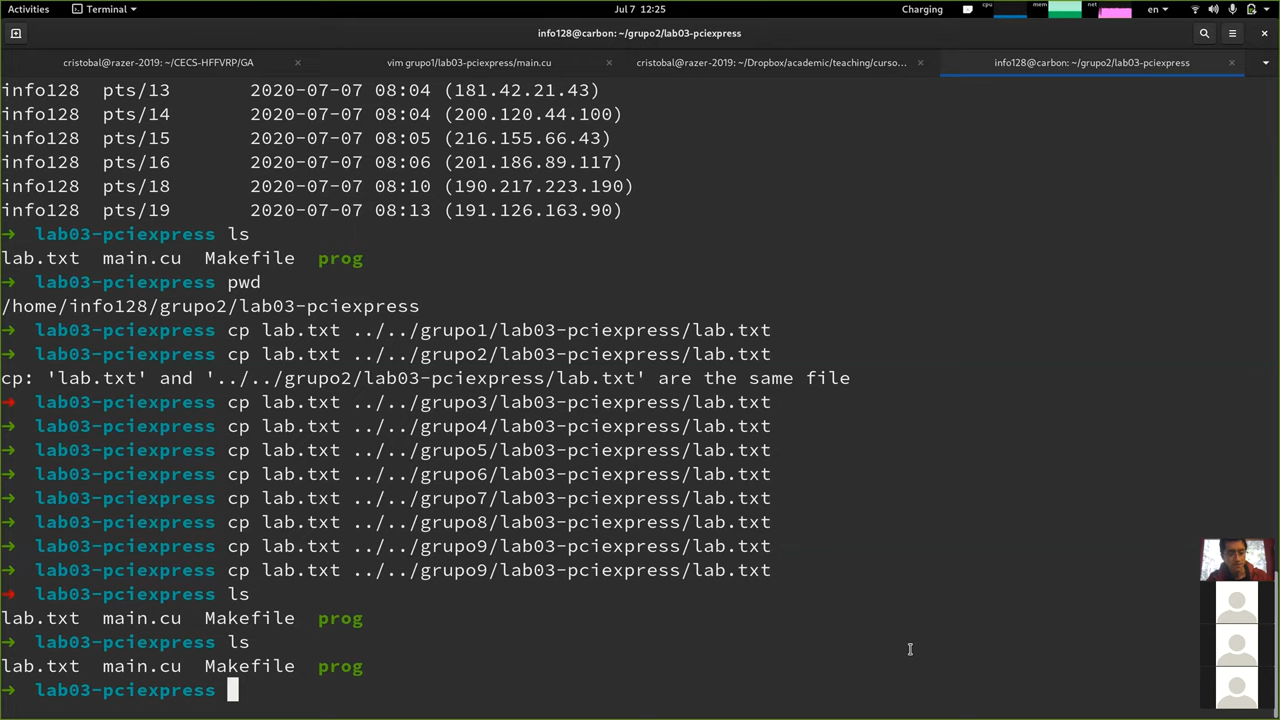 Activities Terminal Jul 7 12:25 Charging cpu mem net en
info128@carbon: ~/grupo2/lab03-pciexpress
cristobal@razer-2019: ~/CECS-HFFVRP/GA × vim grupo1/lab03-pciexpress/main.cu × cristobal@razer-2019: ~/Dropbox/academic/teaching/curso... × info128@carbon: ~/grupo2/lab03-pciexpress ×
info128 pts/13 2020-07-07 08:04 (181.42.21.43)
info128 pts/14 2020-07-07 08:04 (200.120.44.100)
info128 pts/15 2020-07-07 08:05 (216.155.66.43)
info128 pts/16 2020-07-07 08:06 (201.186.89.117)
info128 pts/18 2020-07-07 08:10 (190.217.223.190)
info128 pts/19 2020-07-07 08:13 (191.126.163.90)
→ lab03-pciexpress ls
lab.txt main.cu Makefile prog
→ lab03-pciexpress pwd
/home/info128/grupo2/lab03-pciexpress
→ lab03-pciexpress cp lab.txt ../../grupo1/lab03-pciexpress/lab.txt
→ lab03-pciexpress cp lab.txt ../../grupo2/lab03-pciexpress/lab.txt
cp: 'lab.txt' and '../../grupo2/lab03-pciexpress/lab.txt' are the same file
→ lab03-pciexpress cp lab.txt ../../grupo3/lab03-pciexpress/lab.txt
→ lab03-pciexpress cp lab.txt ../../grupo4/lab03-pciexpress/lab.txt
→ lab03-pciexpress cp lab.txt ../../grupo5/lab03-pciexpress/lab.txt
→ lab03-pciexpress cp lab.txt ../../grupo6/lab03-pciexpress/lab.txt
→ lab03-pciexpress cp lab.txt ../../grupo7/lab03-pciexpress/lab.txt
→ lab03-pciexpress cp lab.txt ../../grupo8/lab03-pciexpress/lab.txt
→ lab03-pciexpress cp lab.txt ../../grupo9/lab03-pciexpress/lab.txt
→ lab03-pciexpress cp lab.txt ../../grupo9/lab03-pciexpress/lab.txt
→ lab03-pciexpress ls
lab.txt main.cu Makefile prog
→ lab03-pciexpress ls
lab.txt main.cu Makefile prog
→ lab03-pciexpress